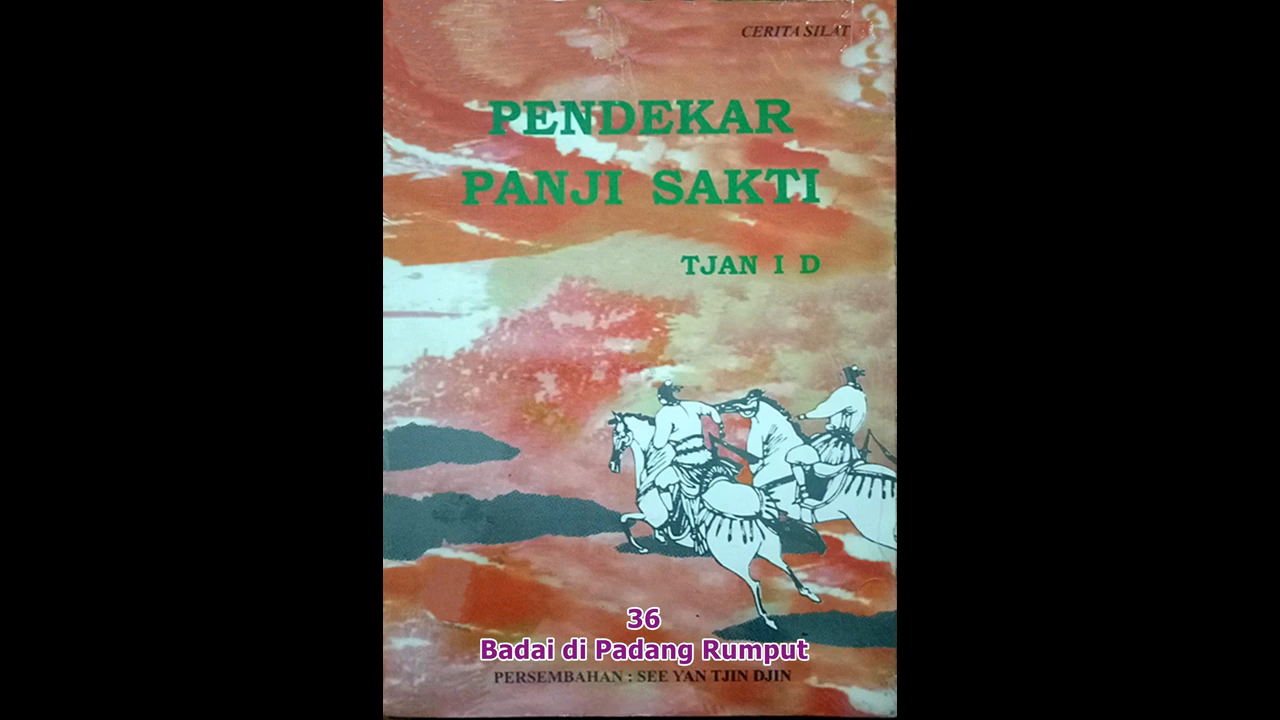 CERITA SILAT
PENDEKAR
PANJI SAKTI
TJAN I D
36
Badai di Padang Rumput
PERSEMBAHAN : SEE YAN TJIN DJIN